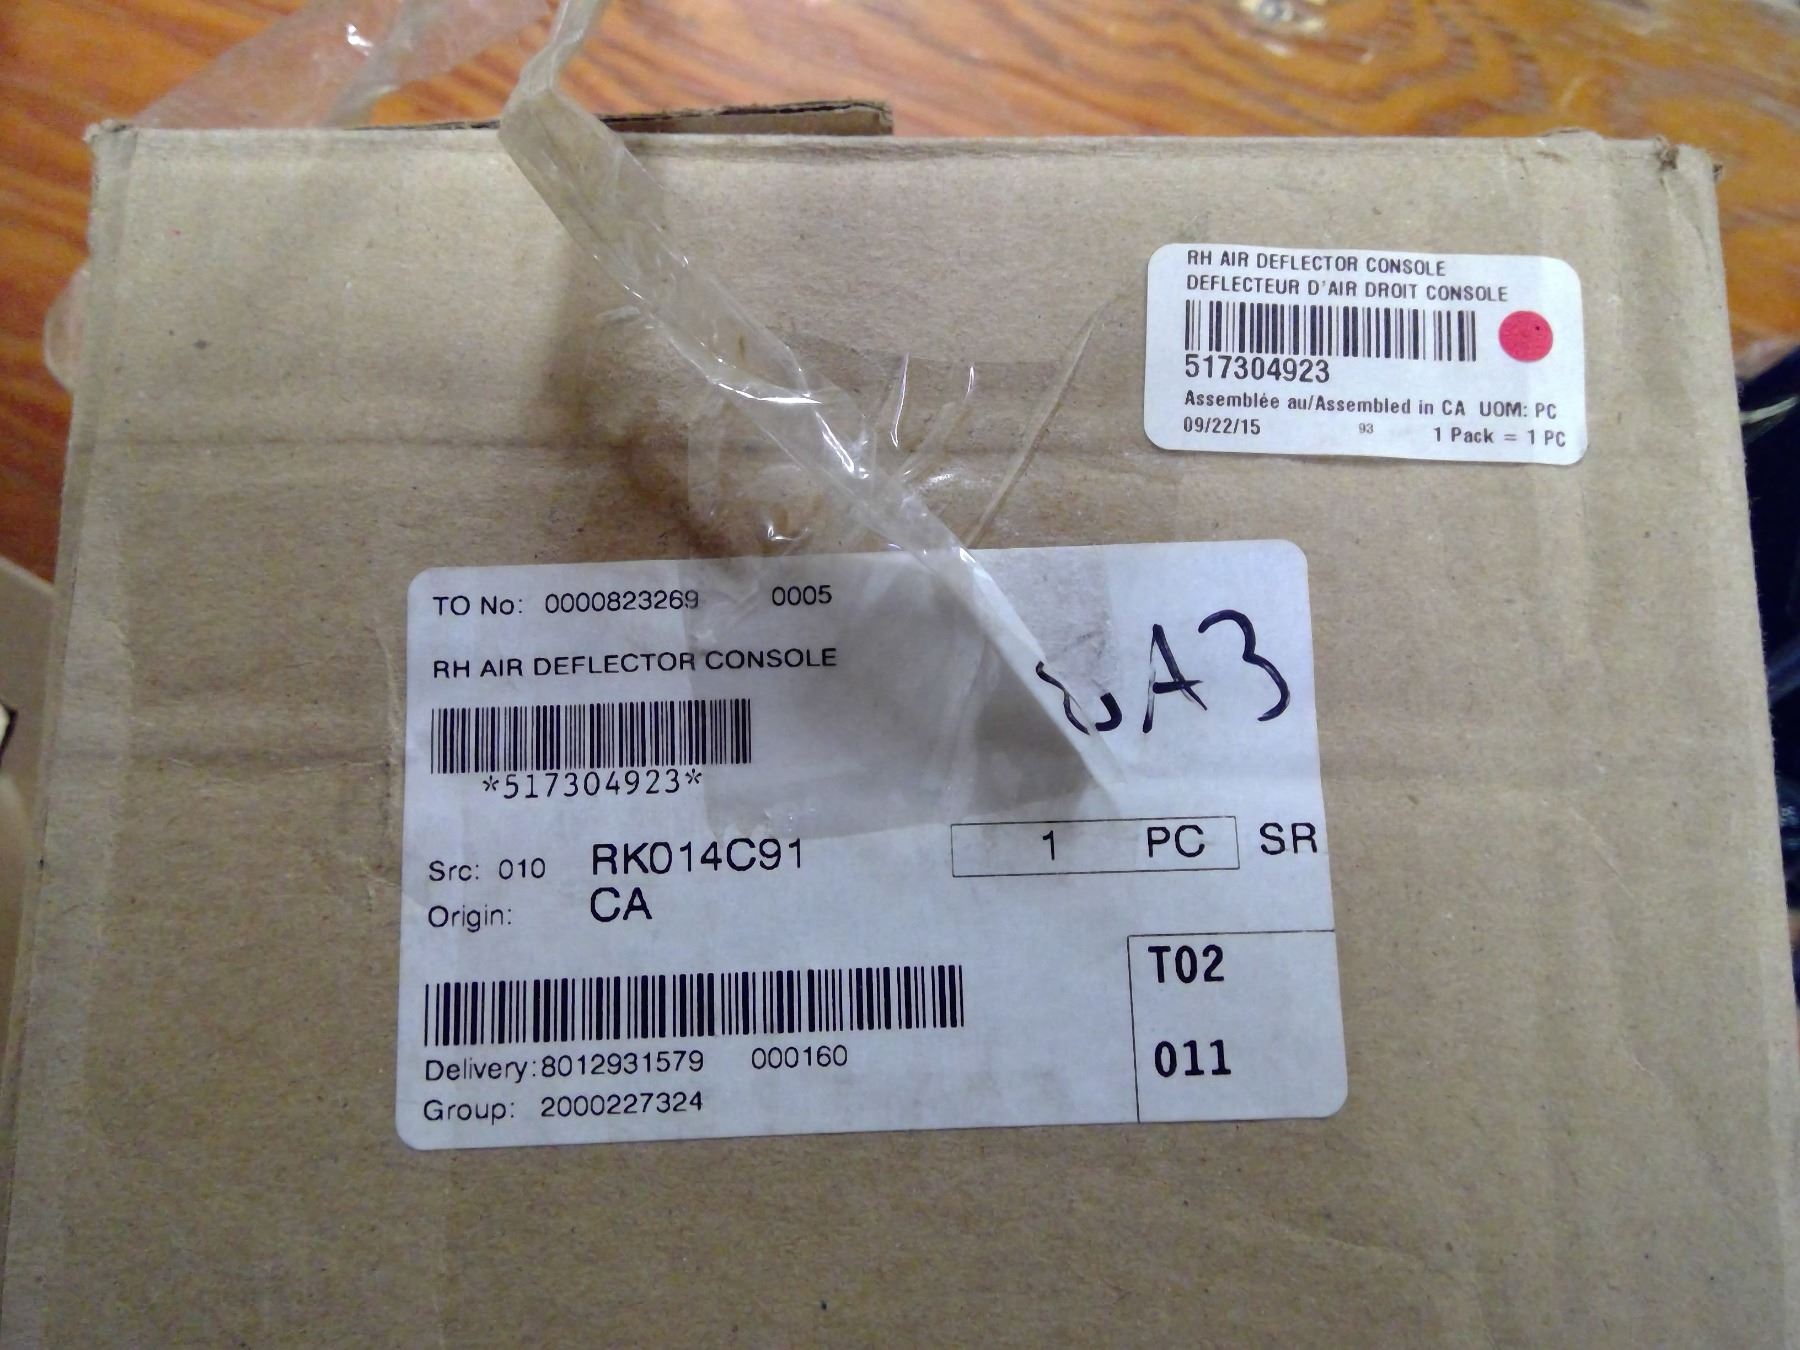 RH AIR DEFLECTOR CONSOLE
DEFLECTEUR D'AIR DROIT CONSOLE
517304923
Assemblée au/Assembled in CA UOM: PC
09/22/15 93 1 Pack = 1 PC
TO No: 0000823269 0005
RH AIR DEFLECTOR CONSOLE
*517304923*
A3
Src: 010 RK014C91 1 PC SR
Origin: CA
T02
011
Delivery:8012931579 000160
Group: 2000227324